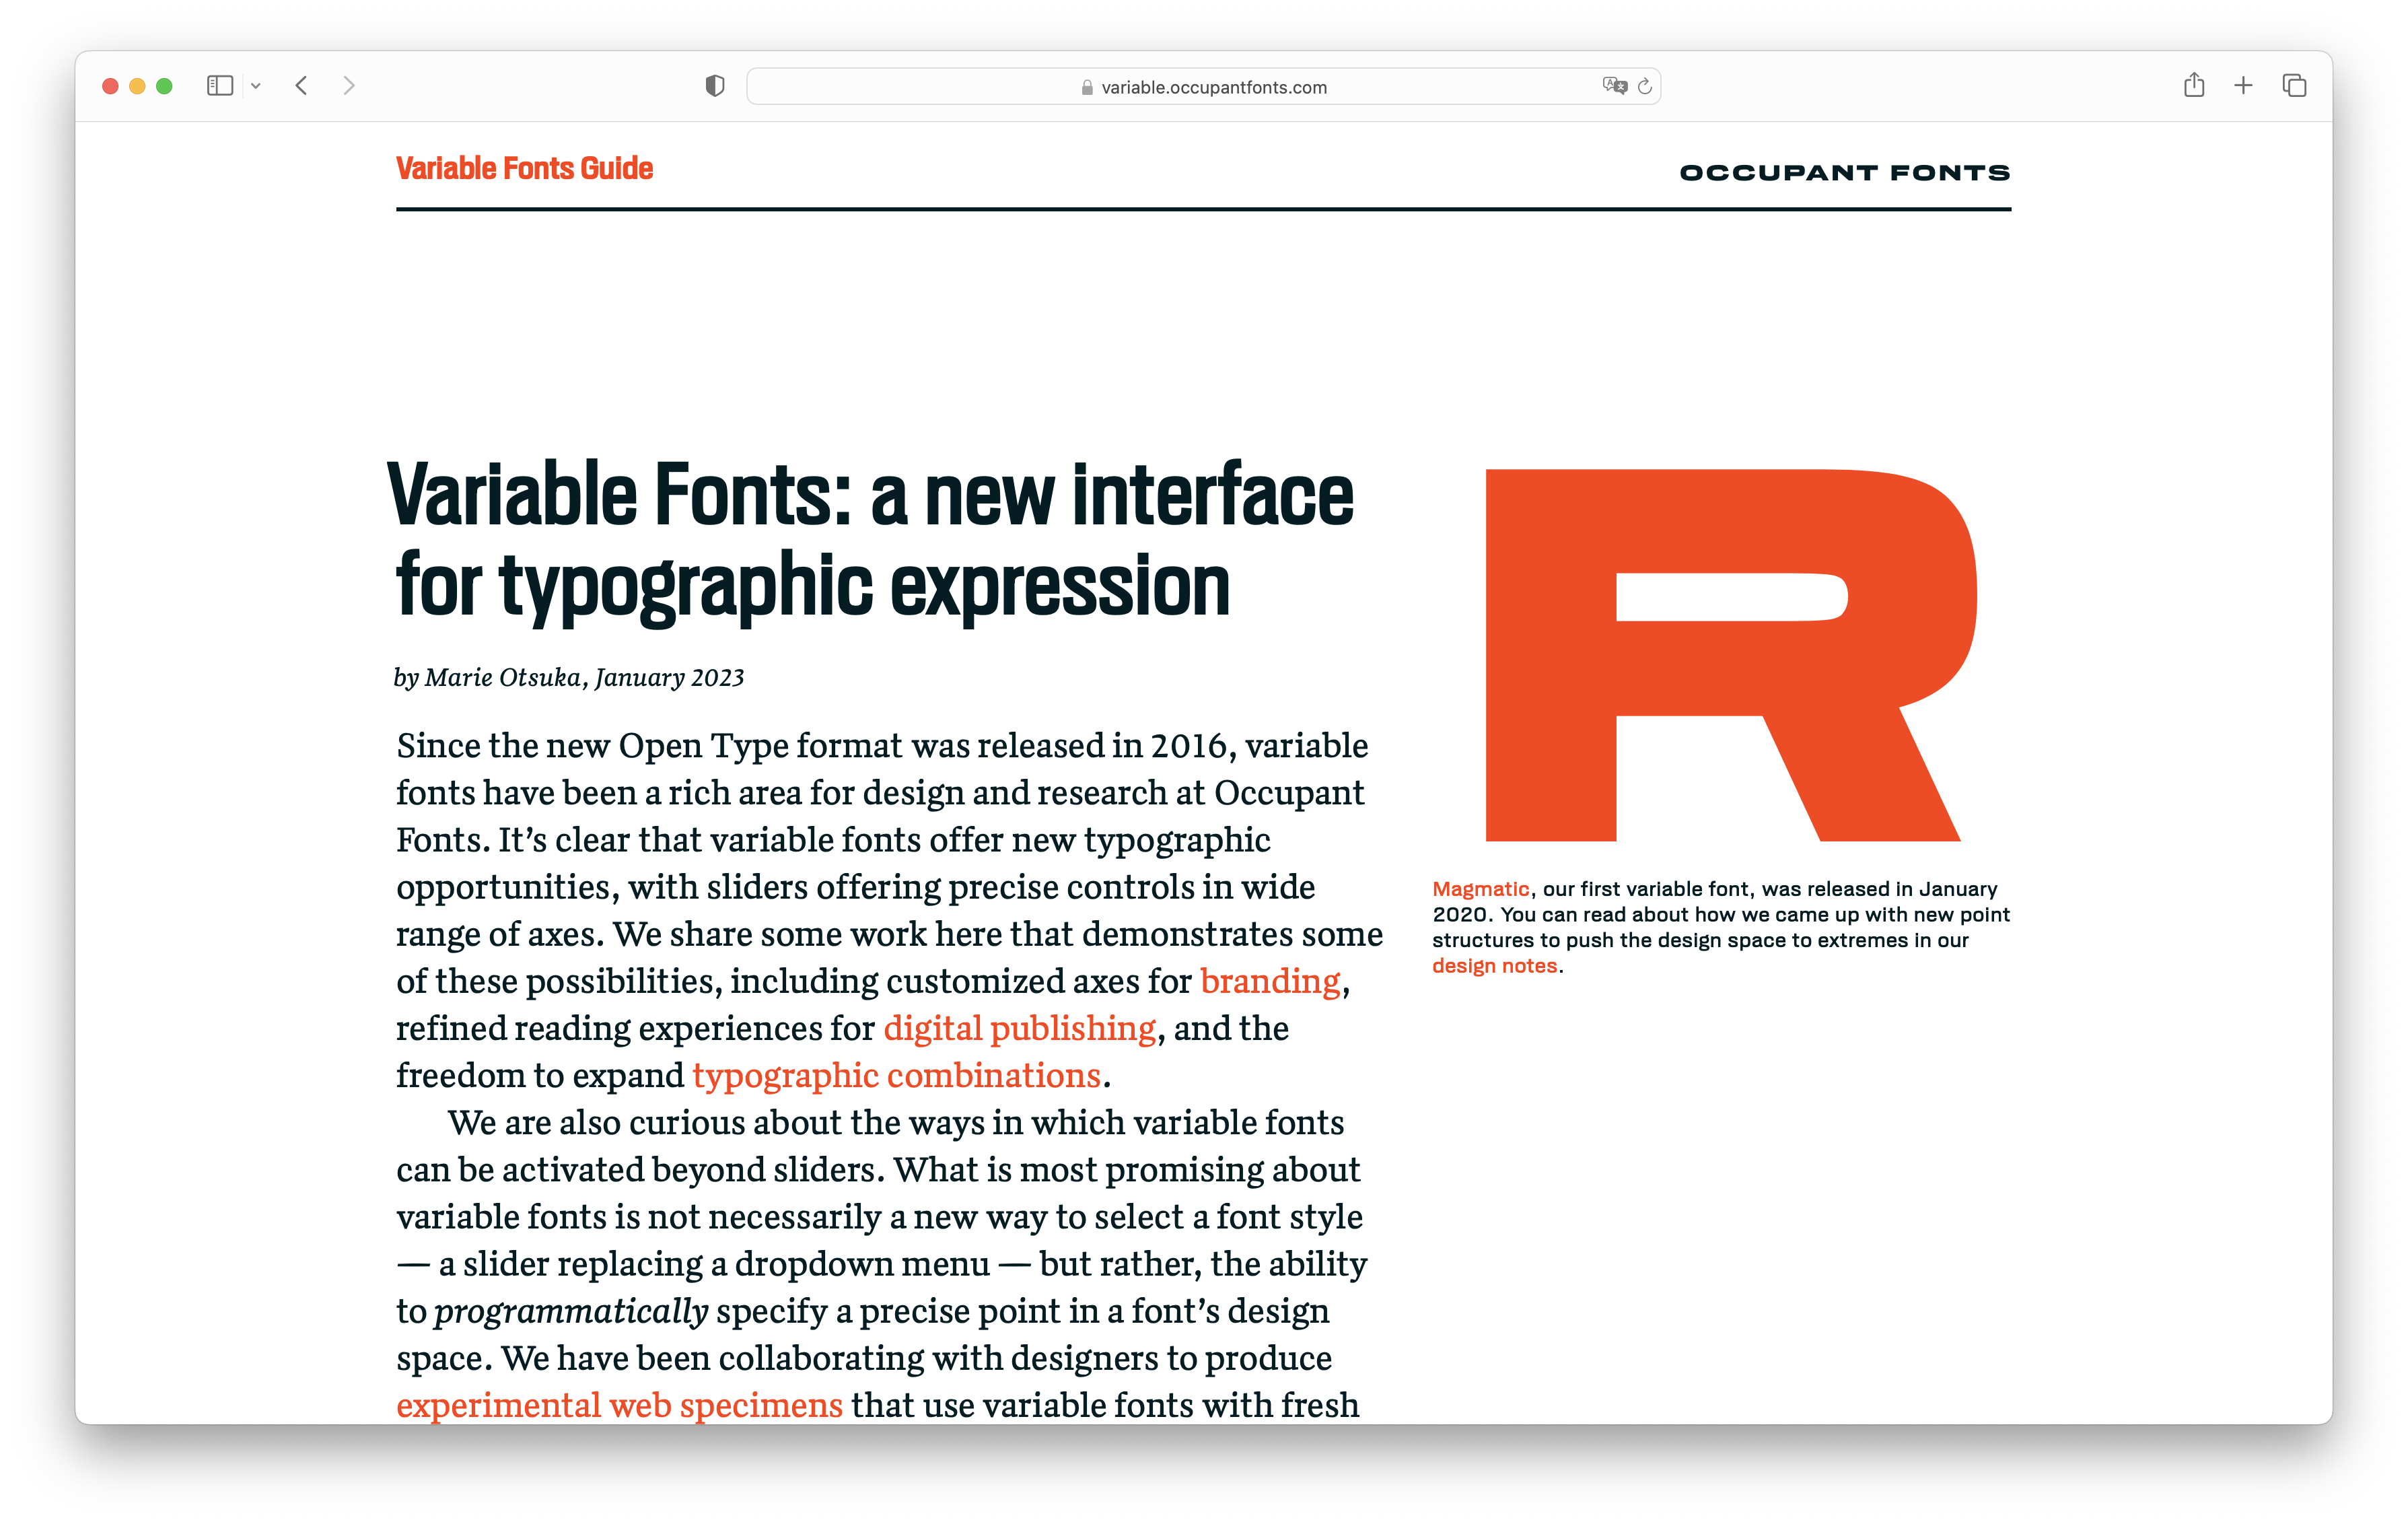 variable.occupantfonts.com
Variable Fonts Guide
OCCUPANT FONTS
Variable Fonts: a new interface
for typographic expression
by Marie Otsuka, January 2023
Since the new Open Type format was released in 2016, variable
fonts have been a rich area for design and research at Occupant
Fonts. It’s clear that variable fonts offer new typographic
opportunities, with sliders offering precise controls in wide
range of axes. We share some work here that demonstrates some
of these possibilities, including customized axes for branding,
refined reading experiences for digital publishing, and the
freedom to expand typographic combinations.
We are also curious about the ways in which variable fonts
can be activated beyond sliders. What is most promising about
variable fonts is not necessarily a new way to select a font style
— a slider replacing a dropdown menu — but rather, the ability
to programmatically specify a precise point in a font’s design
space. We have been collaborating with designers to produce
experimental web specimens that use variable fonts with fresh
R
Magmatic, our first variable font, was released in January
2020. You can read about how we came up with new point
structures to push the design space to extremes in our
design notes.